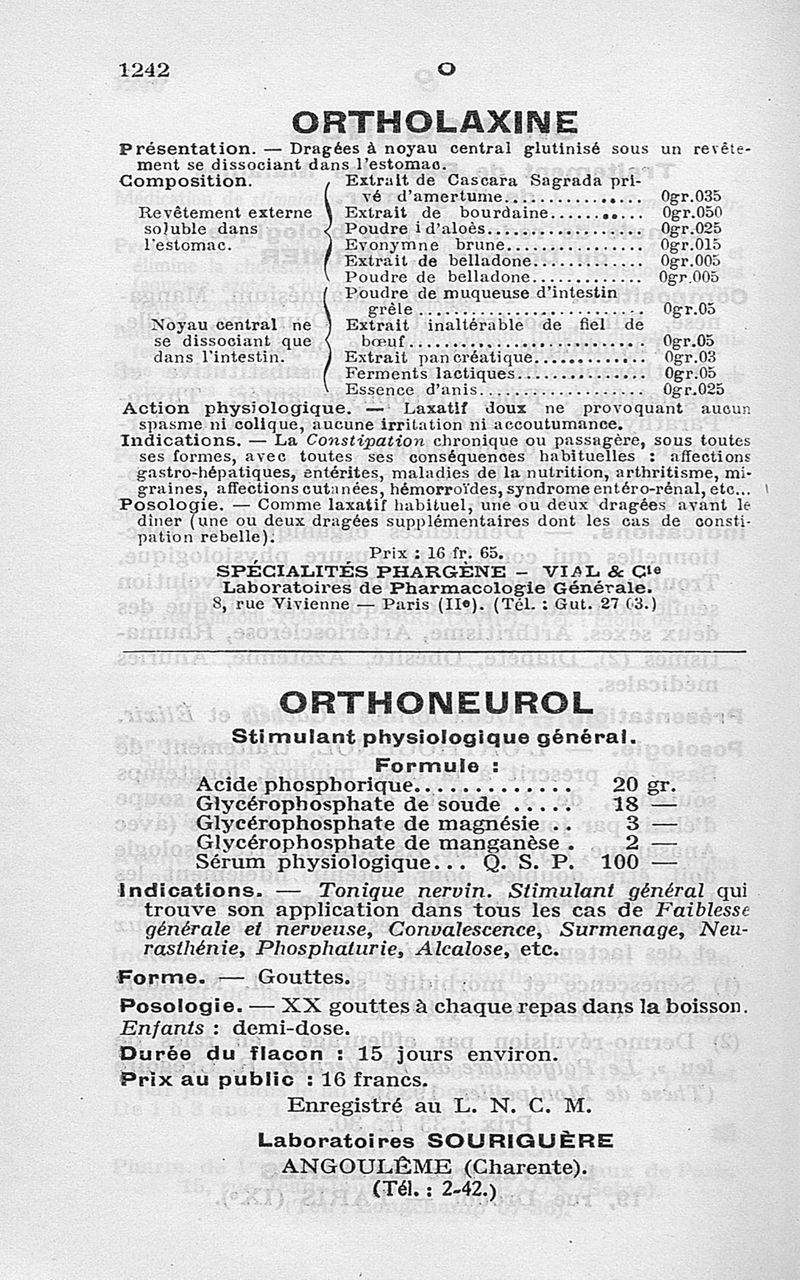 1242
O
ORTHOLAXINE
Présentation. — Dragées à noyau central glutinisé sous un revête-
ment se dissociant dans l'estomac.
Composition.
Revêtement externe
soluble dans
l'estomac.
Extrait de Cascara Sagrada pri-
vé d'amertume................ 0gr.035
Extrait de bourdaine........... 0gr.050
Poudre i d'aloès.................. 0gr.025
Evonymne brune................ 0gr.015
Extrait de belladone............. 0gr.005
Poudre de belladone............. 0gr.005
Noyau central ne
se dissociant que
dans l'intestin.
Poudre de muqueuse d'intestin
grêle .......................... 0gr.05
Extrait inaltérable de fiel de
bœuf........................... 0gr.05
Extrait pancréatique............. 0gr.03
Ferments lactiques............... 0gr.05
Essence d'anis................... 0gr.025
Action physiologique. — Laxatif doux ne provoquant aucun
spasme ni colique, aucune irritation ni accoutumance.
Indications. — La Constipation chronique ou passagère, sous toutes
ses formes, avec toutes ses conséquences habituelles : affections
gastro-hépatiques, entérites, maladies de la nutrition, arthritisme, mi-
graines, affections cutanées, hémorroïdes, syndrome entéro-rénal, etc...
Posologie. — Comme laxatif habituel, une ou deux dragées avant le
dîner (une ou deux dragées supplémentaires dont les cas de consti-
pation rebelle).
Prix : 16 fr. 65.
SPÉCIALITÉS PHARGÈNE – VIAL & Cie
Laboratoires de Pharmacologie Générale.
8, rue Vivienne — Paris (IIe). (Tél. : Gut. 27 63.)
ORTHONEUROL
Stimulant physiologique général.
Formule :
Acide phosphorique............. 20 gr.
Glycérophosphate de soude ..... 18 —
Glycérophosphate de magnésie .. 3 —
Glycérophosphate de manganèse . 2 —
Sérum physiologique... Q. S. P. 100 —
Indications. — Tonique nervin. Stimulant général qui
trouve son application dans tous les cas de Faiblesse
générale et nerveuse, Convalescence, Surmenage, Neu-
rasthénie, Phosphaturie, Alcalose, etc.
Forme. — Gouttes.
Posologie. — XX gouttes à chaque repas dans la boisson.
Enfants : demi-dose.
Durée du flacon : 15 jours environ.
Prix au public : 16 francs.
Enregistré au L. N. C. M.
Laboratoires SOURIGUÈRE
ANGOULÊME (Charente).
(Tél. : 2-42.)